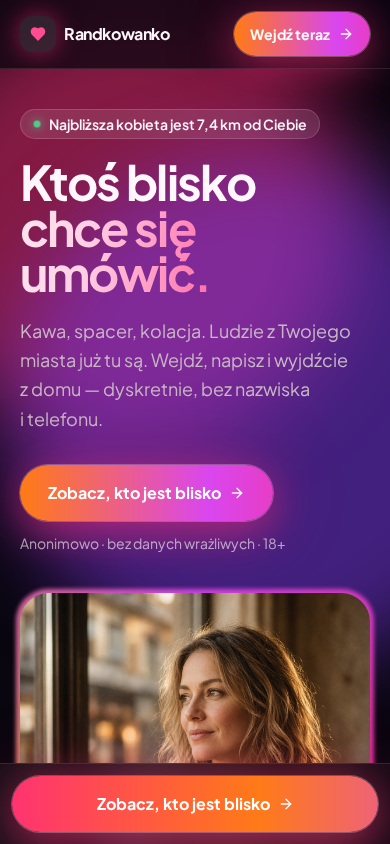 Randkowanko
Wejdź teraz →
Najbliższa kobieta jest 7,4 km od Ciebie
Ktoś blisko
chce się
umówić.
Kawa, spacer, kolacja. Ludzie z Twojego
miasta już tu są. Wejdź, napisz i wyjdźcie
z domu — dyskretnie, bez nazwiska
i telefonu.
Zobacz, kto jest blisko →
Anonimowo · bez danych wrażliwych · 18+
Zobacz, kto jest blisko →